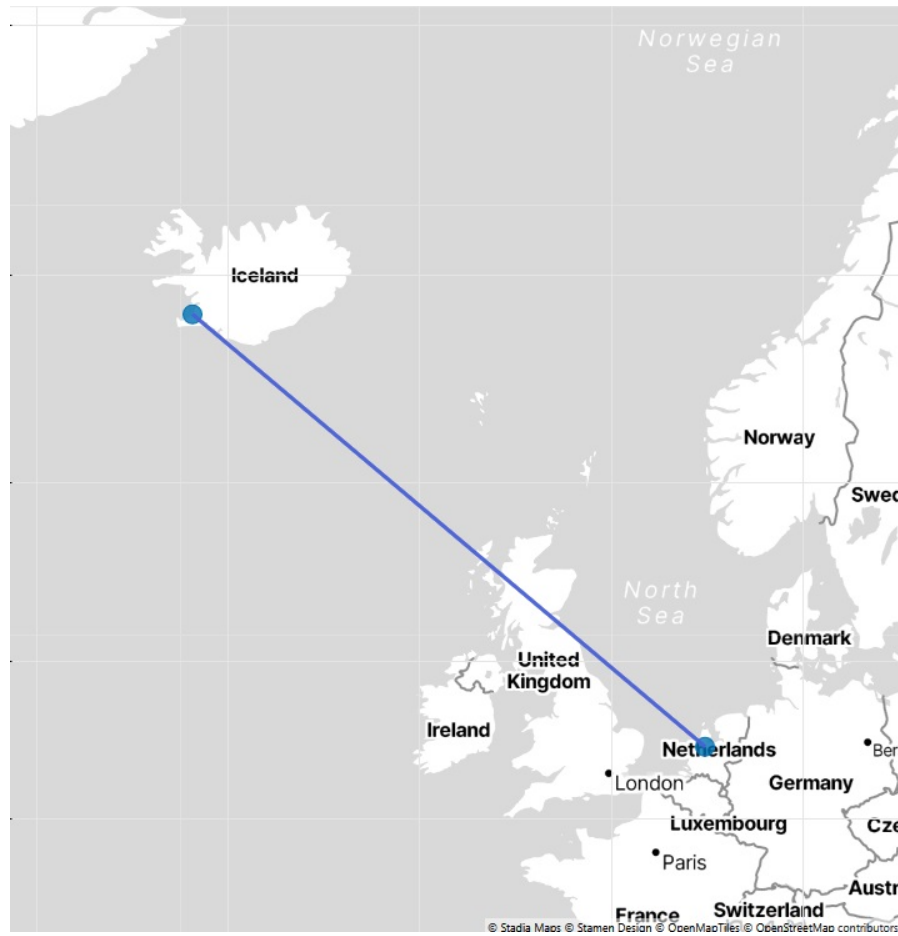 Norwegian
Sea
Iceland
Norway
Swed
North
Sea
Denmark
United
Kingdom
Ireland
Netherlands
Ber
London
Germany
Luxembourg
Cze
Paris
Austr
Switzerland
France
© Stadia Maps © Stamen Design © OpenMapTiles © OpenStreetMap contributors